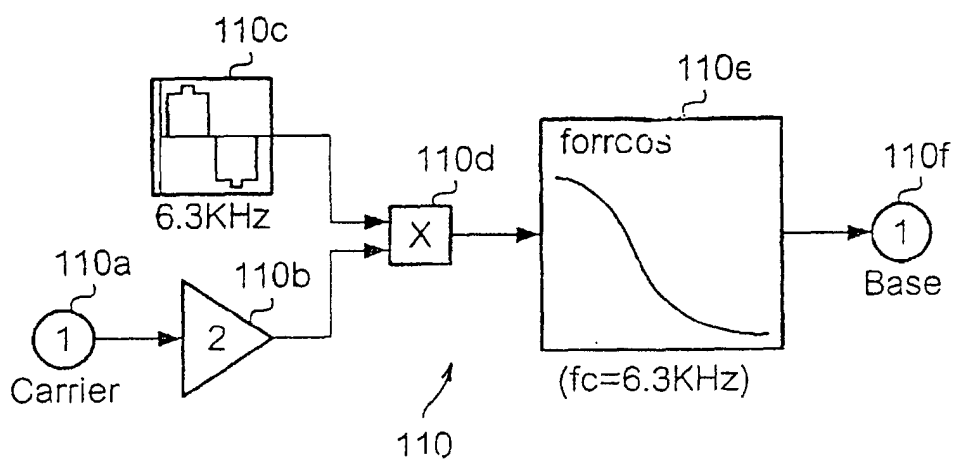 110c
110e
forrcos
110d
110f
6.3KHz
X
1
110a
110b
Base
1
2
Carrier
(fc=6.3KHz)
110